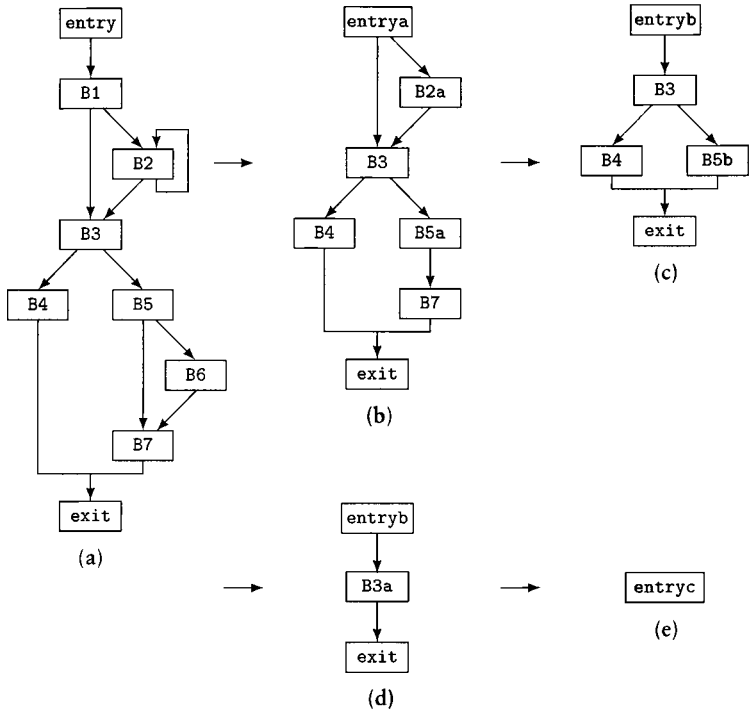 entry
B1
B2
B3
B4
B5
B6
B7
exit
(a)
entrya
B2a
B3
B4
B5a
B7
exit
(b)
entryb
B3
B4
B5b
exit
(c)
entryb
B3a
exit
(d)
entryc
(e)